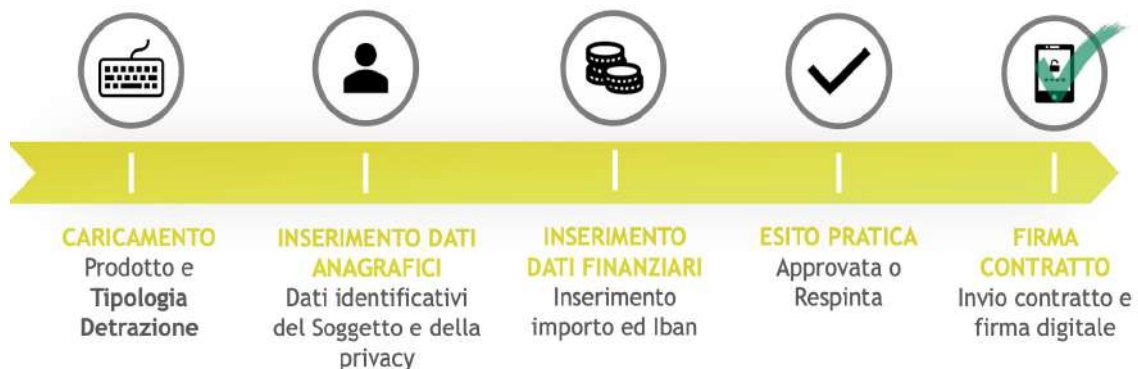 CARICAMENTO
Prodotto e
Tipologia
Detrazione
INSERIMENTO DATI
ANAGRAFICI
Dati identificativi
del Soggetto e della
privacy
INSERIMENTO
DATI FINANZIARI
Inserimento
importo ed Iban
ESITO PRATICA
Approvata o
Respinta
FIRMA
CONTRATTO
Invio contratto e
firma digitale